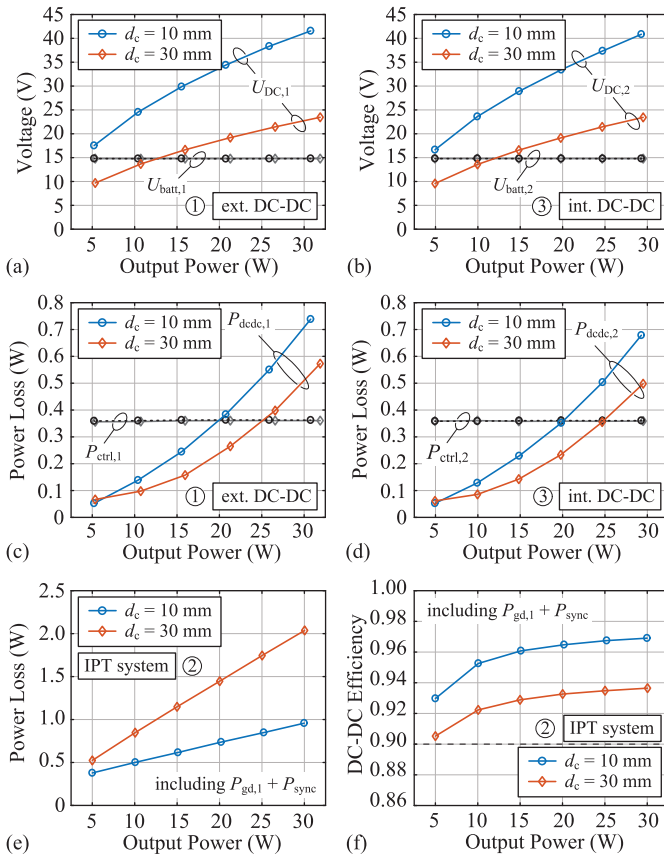 45
40
35
30
25
20
15
10
5
0
Voltage (V)
d_c = 10 mm
d_c = 30 mm
U_DC,1
U_batt,1
① ext. DC-DC
5 10 15 20 25 30
(a) Output Power (W)
45
40
35
30
25
20
15
10
5
0
Voltage (V)
d_c = 10 mm
d_c = 30 mm
U_DC,2
U_batt,2
③ int. DC-DC
5 10 15 20 25 30
(b) Output Power (W)
0.8
0.7
0.6
0.5
0.4
0.3
0.2
0.1
0
Power Loss (W)
d_c = 10 mm
d_c = 30 mm
P_dcdc,1
P_ctrl,1
① ext. DC-DC
5 10 15 20 25 30
(c) Output Power (W)
0.8
0.7
0.6
0.5
0.4
0.3
0.2
0.1
0
Power Loss (W)
d_c = 10 mm
d_c = 30 mm
P_dcdc,2
P_ctrl,2
③ int. DC-DC
5 10 15 20 25 30
(d) Output Power (W)
2.5
2.0
1.5
1.0
0.5
0
Power Loss (W)
d_c = 10 mm
d_c = 30 mm
IPT system ②
including P_gd,1 + P_sync
5 10 15 20 25 30
(e) Output Power (W)
1.00
0.98
0.96
0.94
0.92
0.90
0.88
0.86
DC-DC Efficiency
including P_gd,1 + P_sync
② IPT system
d_c = 10 mm
d_c = 30 mm
5 10 15 20 25 30
(f) Output Power (W)